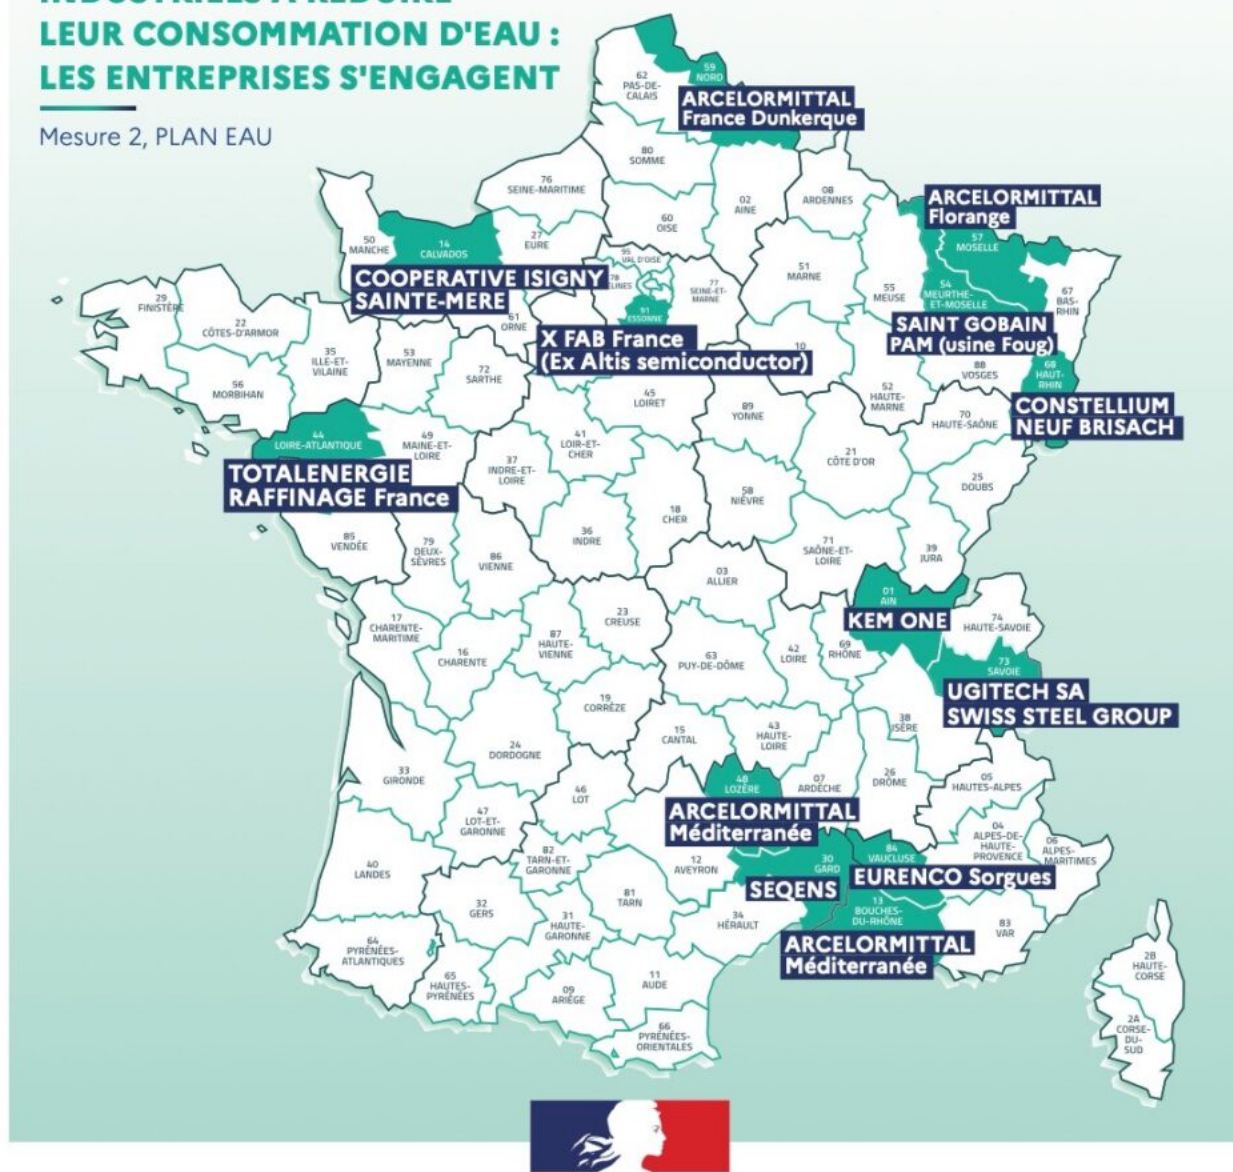 INDUSTRIELS À RÉDUIRE
LEUR CONSOMMATION D'EAU :
LES ENTREPRISES S'ENGAGENT
Mesure 2, PLAN EAU
59
NORD
62
PAS-DE-
CALAIS
ARCELORMITTAL
France Dunkerque
80
SOMME
76
SEINE-MARITIME
02
AINE
08
ARDENNES
60
OISE
27
EURE
50
MANCHE
14
CALVADOS
COOPERATIVE ISIGNY
SAINTE-MERE
95
VAL D'OISE
78
ELINES
77
SEINE-ET-
MARNE
91
ESSONNE
X FAB France
(Ex Altis semiconductor)
51
MARNE
55
MEUSE
ARCELORMITTAL
Florange
57
MOSELLE
54
MEURTHE-
ET-MOSELLE
67
BAS-
RHIN
SAINT GOBAIN
PAM (usine Foug)
88
VOSGES
68
HAUT-
RHIN
CONSTELLIUM
NEUF BRISACH
29
FINISTÈRE
22
CÔTES-D'ARMOR
56
MORBIHAN
35
ILLE-ET-
VILAINE
53
MAYENNE
61
ORNE
72
SARTHE
10
45
LOIRET
89
YONNE
52
HAUTE-
MARNE
70
HAUTE-SAÔNE
44
LOIRE-ATLANTIQUE
TOTALENERGIE
RAFFINAGE France
49
MAINE-ET-
LOIRE
37
INDRE-ET-
LOIRE
41
LOIR-ET-
CHER
21
CÔTE D'OR
25
DOUBS
58
NIÈVRE
18
CHER
36
INDRE
85
VENDÉE
79
DEUX-
SÈVRES
86
VIENNE
71
SAÔNE-ET-
LOIRE
39
JURA
03
ALLIER
01
AIN
KEM ONE
74
HAUTE-SAVOIE
73
SAVOIE
UGITECH SA
SWISS STEEL GROUP
17
CHARENTE-
MARITIME
16
CHARENTE
87
HAUTE-
VIENNE
23
CREUSE
63
PUY-DE-DÔME
42
LOIRE
69
RHÔNE
19
CORRÈZE
15
CANTAL
43
HAUTE-
LOIRE
38
ISÈRE
24
DORDOGNE
33
GIRONDE
46
LOT
47
LOT-ET-
GARONNE
48
LOZÈRE
07
ARDÈCHE
26
DRÔME
05
HAUTES-ALPES
ARCELORMITTAL
Méditerranée
04
ALPES-DE-
HAUTE-
PROVENCE
06
ALPES-
MARITIMES
40
LANDES
82
TARN-ET-
GARONNE
12
AVEYRON
30
GARD
84
VAUCLUSE
SEQENS
EURENCO Sorgues
32
GERS
31
HAUTE-
GARONNE
81
TARN
34
HÉRAULT
13
BOUCHES-
DU-RHÔNE
83
VAR
ARCELORMITTAL
Méditerranée
64
PYRÉNÉES-
ATLANTIQUES
65
HAUTES-
PYRÉNÉES
09
ARIÈGE
11
AUDE
66
PYRÉNÉES-
ORIENTALES
2B
HAUTE-
CORSE
2A
CORSE-
DU-
SUD